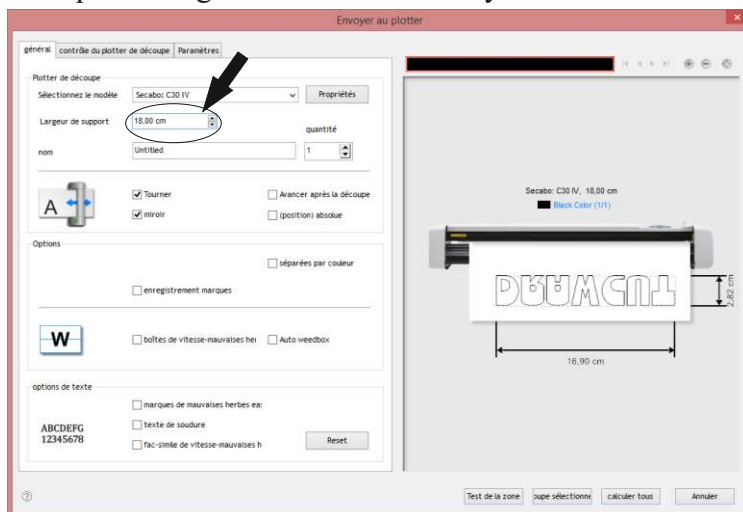 Envoyer au plotter
général contrôle du plotter de découpe Paramètres
Plotter de découpe
Sélectionnez le modèle Secabo: C30 IV Propriétés
Largeur de support 18,00 cm
quantité
nom Untitled 1
A
Tourner Avancer après la découpe
miroir (position) absolue
Options
séparées par couleur
enregistrement marques
W
boîtes de vitesse-mauvaises her Auto weedbox
options de texte
marques de mauvaises herbes ea:
ABCDEFG
12345678
texte de soudure
fac-simile de vitesse-mauvaises h Reset
Secabo: C30 IV, 18,00 cm
Black Color (1/1)
DRAWCUT
2,82 cm
16,90 cm
Test de la zone oupe sélectionne calculer tous Annuler